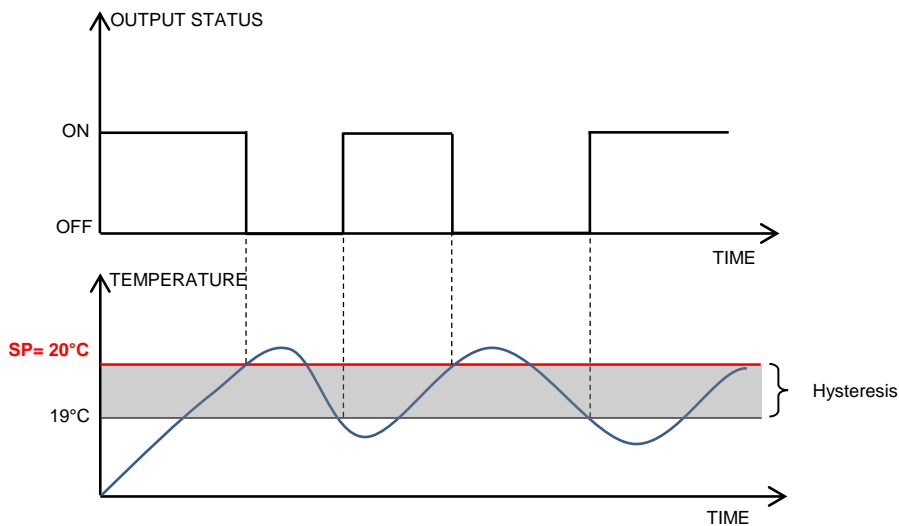 OUTPUT STATUS
ON
OFF
TIME
TEMPERATURE
SP= 20°C
19°C
Hysteresis
TIME